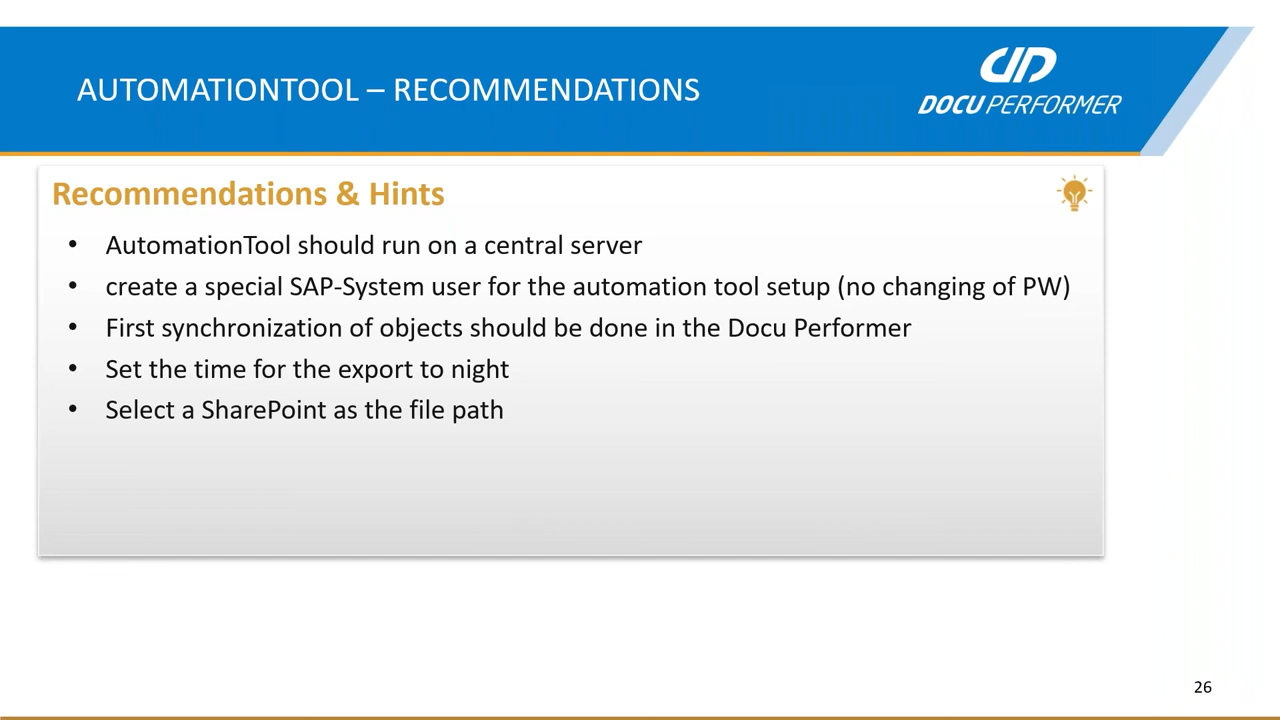 AUTOMATIONTOOL – RECOMMENDATIONS
DOCU PERFORMER
Recommendations & Hints
• AutomationTool should run on a central server
• create a special SAP-System user for the automation tool setup (no changing of PW)
• First synchronization of objects should be done in the Docu Performer
• Set the time for the export to night
• Select a SharePoint as the file path
26